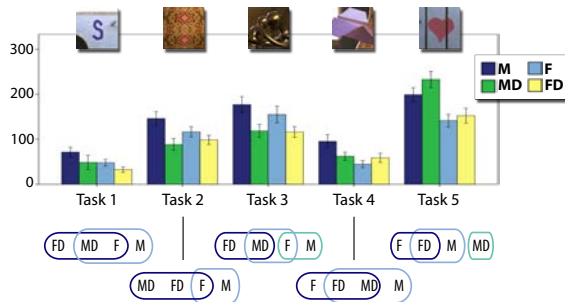 S
300
200
100
0
M F
MD FD
Task 1 Task 2 Task 3 Task 4 Task 5
FD MD F M
FD MD F M
F FD M MD
MD FD F M
F FD MD M